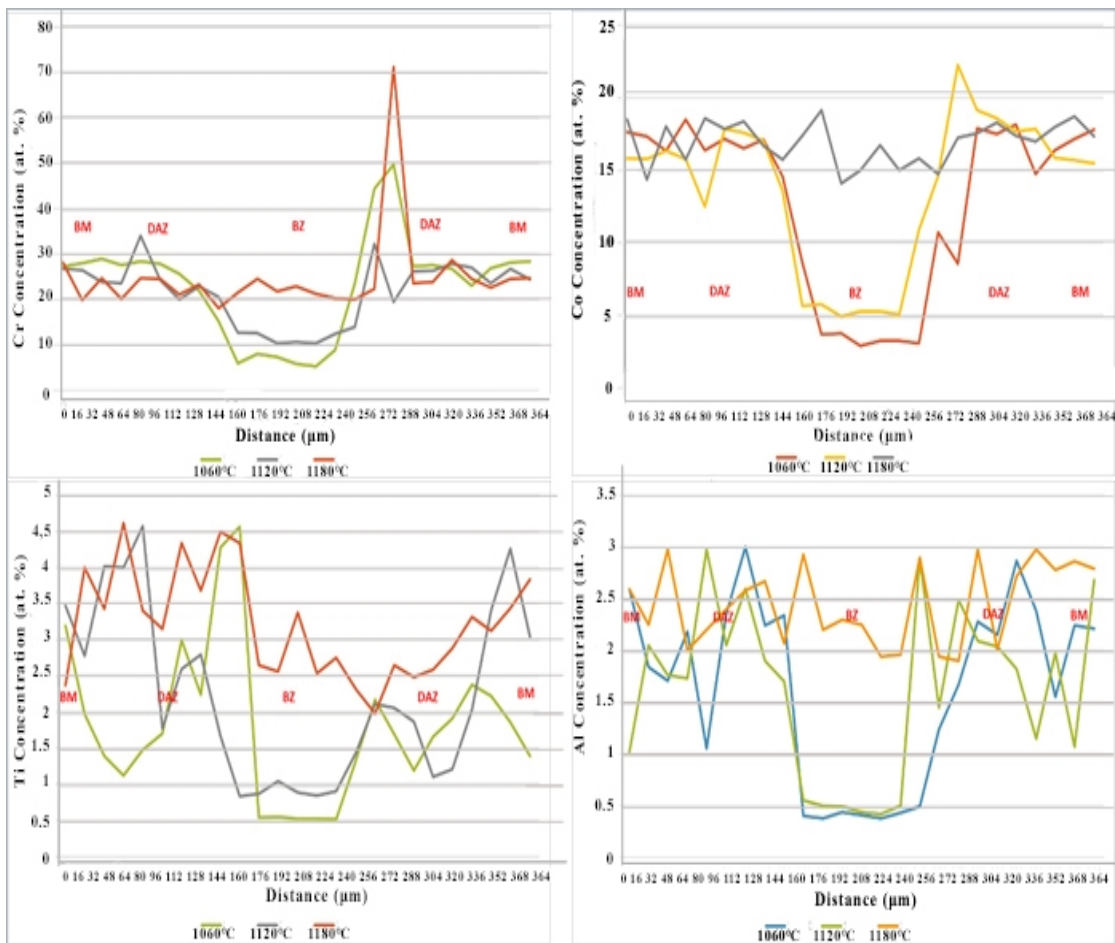 80
70
60
50
40
30
20
10
0
Cr Concentration (at. %)
BM
DAZ
BZ
DAZ
BM
0 16 32 48 64 80 96 112 128 144 160 176 192 208 224 240 256 272 288 304 320 336 352 368 364
Distance (µm)
1060°C 1120°C 1180°C
25
20
15
10
5
0
Co Concentration (at. %)
BM
DAZ
BZ
DAZ
BM
0 16 32 48 64 80 96 112 128 144 160 176 192 208 224 240 256 272 288 304 320 336 352 368 364
Distance (µm)
1060°C 1120°C 1180°C
5
4.5
4
3.5
3
2.5
2
1.5
1
0.5
0
Ti Concentration (at. %)
BM
DAZ
BZ
DAZ
BM
0 16 32 48 64 80 96 112 128 144 160 176 192 208 224 240 256 272 288 304 320 336 352 368 364
Distance (µm)
1060°C 1120°C 1180°C
3.5
3
2.5
2
1.5
1
0.5
0
Al Concentration (at. %)
BM
DAZ
BZ
DAZ
BM
0 16 32 48 64 80 96 112 128 144 160 176 192 208 224 240 256 272 288 304 320 336 352 368 364
Distance (µm)
1060°C 1120°C 1180°C